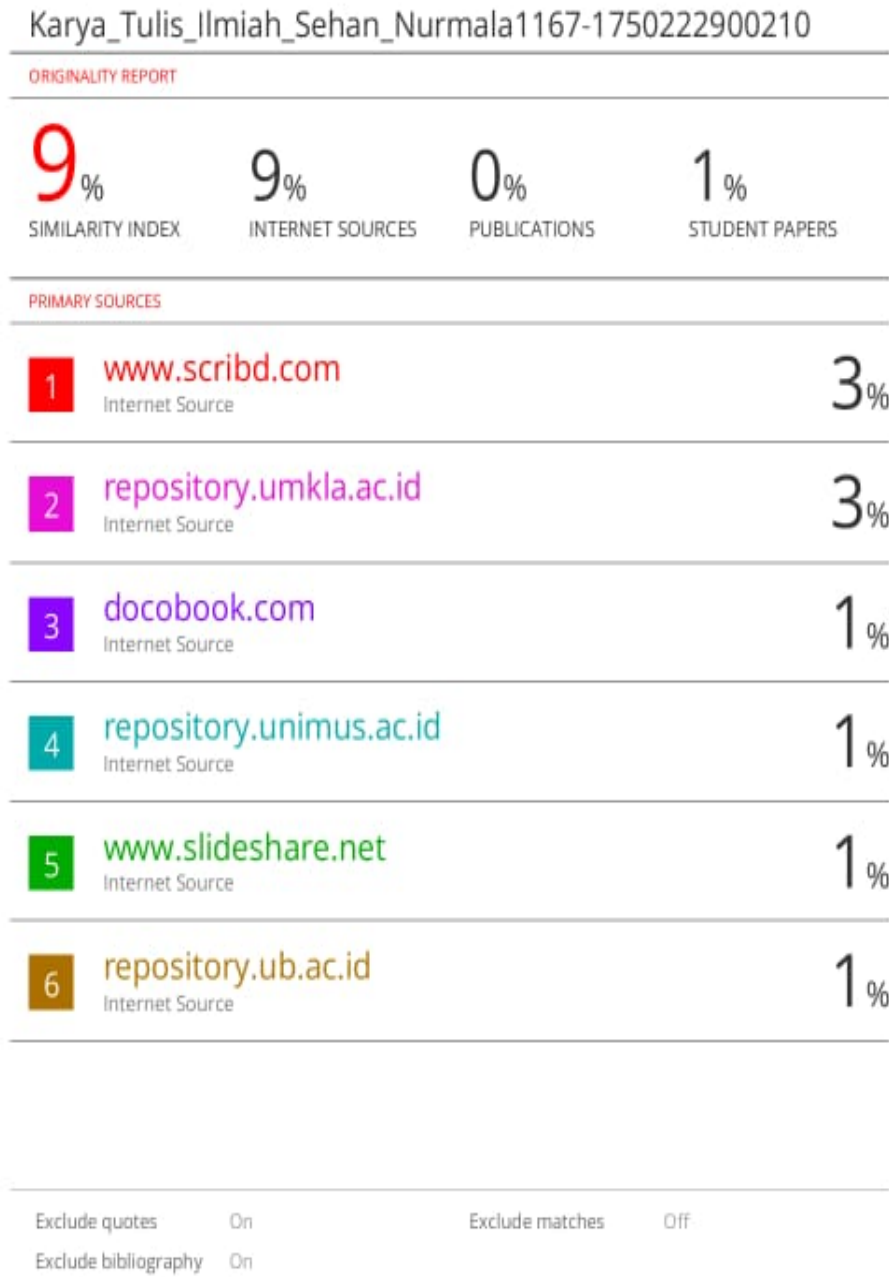 Karya_Tulis_Ilmiah_Sehan_Nurmala1167-1750222900210
ORIGINALITY REPORT
9% 9% 0% 1%
SIMILARITY INDEX INTERNET SOURCES PUBLICATIONS STUDENT PAPERS
PRIMARY SOURCES
1 www.scribd.com 3%
Internet Source
2 repository.umkla.ac.id 3%
Internet Source
3 docobook.com 1%
Internet Source
4 repository.unimus.ac.id 1%
Internet Source
5 www.slideshare.net 1%
Internet Source
6 repository.ub.ac.id 1%
Internet Source
Exclude quotes On Exclude matches Off
Exclude bibliography On